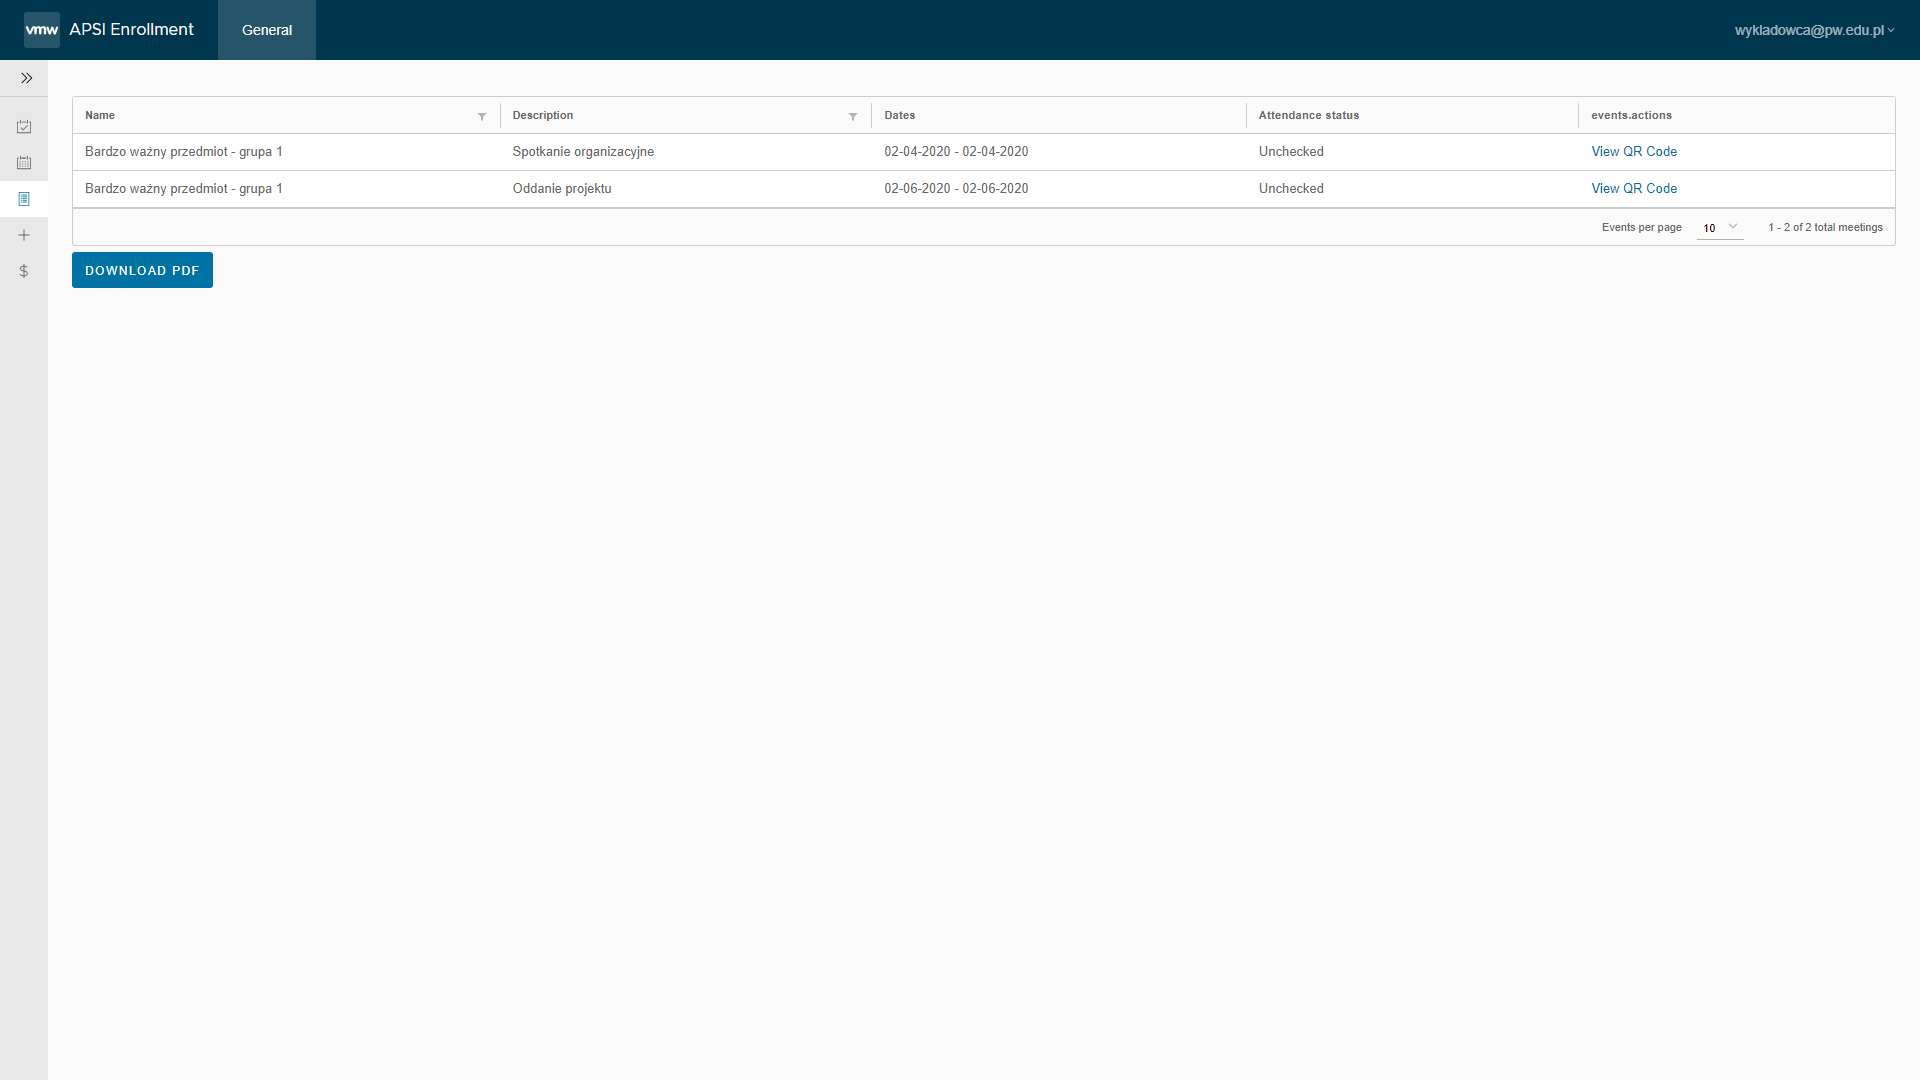 vmw APSI Enrollment General wykladowca@pw.edu.pl
Name Description Dates Attendance status events.actions
Bardzo ważny przedmiot - grupa 1 Spotkanie organizacyjne 02-04-2020 - 02-04-2020 Unchecked View QR Code
Bardzo ważny przedmiot - grupa 1 Oddanie projektu 02-06-2020 - 02-06-2020 Unchecked View QR Code
Events per page 10 1 - 2 of 2 total meetings
DOWNLOAD PDF